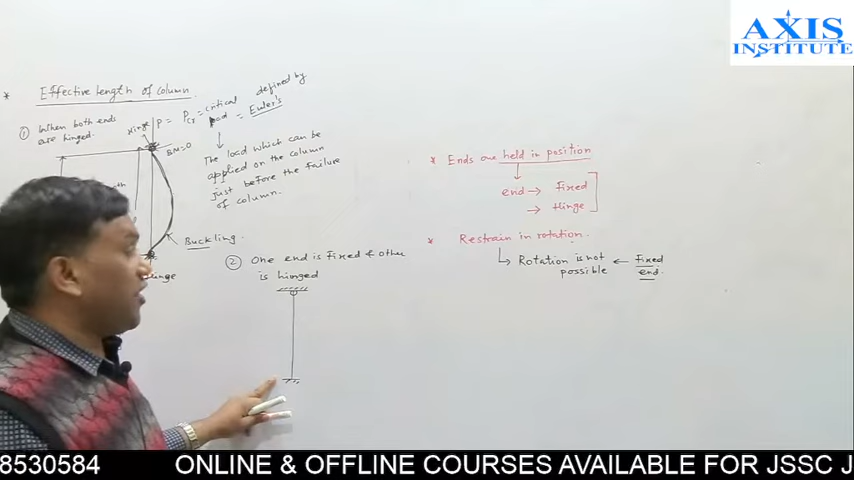 AXIS
INSTITUTE
* Effective length of column
① When both ends
are hinged.
Hinge
P = Pcr = critical load = defined by Euler's
BM=0
The load which can be
applied on the column
just before the failure
of column.
Buckling.
Hinge
② One end is Fixed & other
is hinged
* Ends are held in position
end → Fixed
→ Hinge
* Restrain in rotation.
Rotation is not possible ← Fixed end.
8530584 ONLINE & OFFLINE COURSES AVAILABLE FOR JSSC J